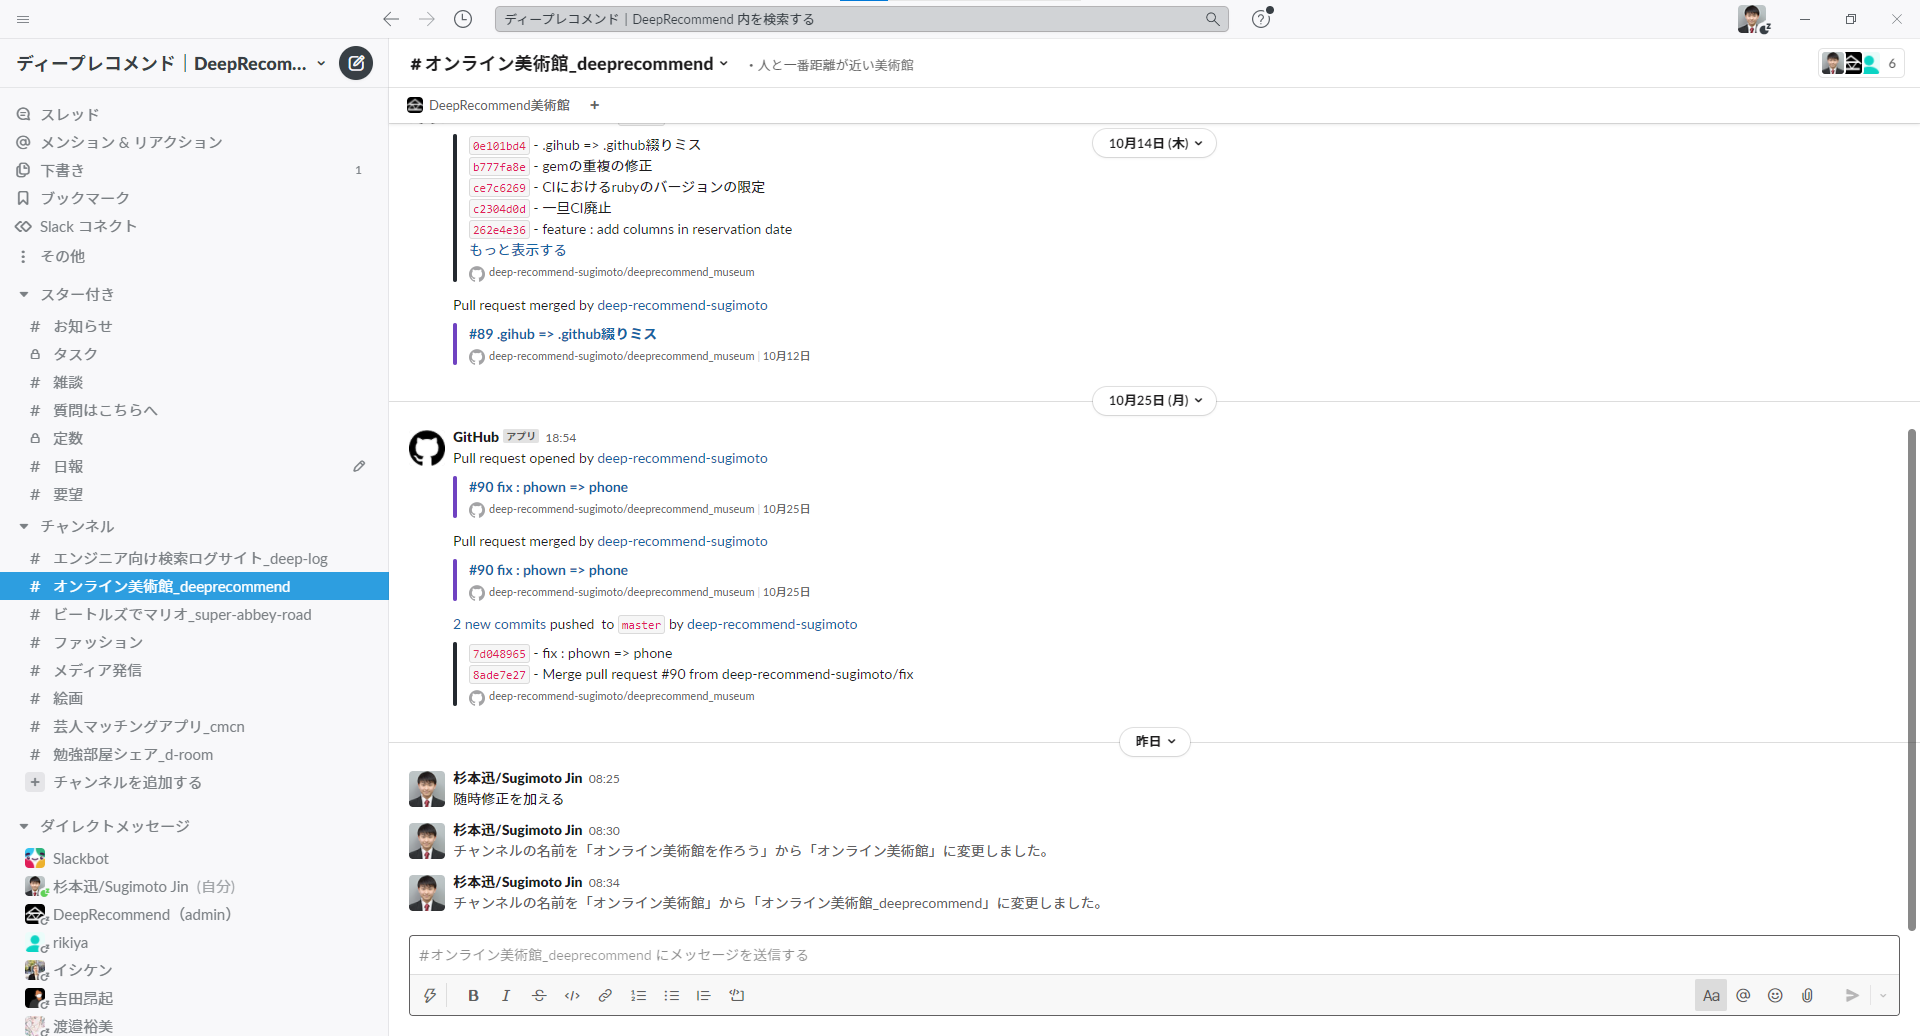 ディープレコメンド｜DeepRecommend 内を検索する
ディープレコメンド｜DeepRecom...
スレッド
メンション & リアクション
下書き 1
ブックマーク
Slack コネクト
その他
スター付き
# お知らせ
タスク
# 雑談
# 質問はこちらへ
定数
# 日報
# 要望
チャンネル
# エンジニア向け検索ログサイト_deep-log
# オンライン美術館_deeprecommend
# ビートルズでマリオ_super-abbey-road
# ファッション
# メディア発信
# 絵画
# 芸人マッチングアプリ_cmcn
# 勉強部屋シェア_d-room
+ チャンネルを追加する
ダイレクトメッセージ
Slackbot
杉本迅/Sugimoto Jin (自分)
DeepRecommend（admin）
rikiya
イシケン
吉田昂起
渡邉裕美
# オンライン美術館_deeprecommend ・人と一番距離が近い美術館 6
DeepRecommend美術館 +
10月14日 (木)
0e101bd4 - .gihub => .github綴りミス
b777fa8e - gemの重複の修正
ce7c6269 - CIにおけるrubyのバージョンの限定
c2304d0d - 一旦CI廃止
262e4e36 - feature : add columns in reservation date
もっと表示する
deep-recommend-sugimoto/deeprecommend_museum
Pull request merged by deep-recommend-sugimoto
#89 .gihub => .github綴りミス
deep-recommend-sugimoto/deeprecommend_museum | 10月12日
10月25日 (月)
GitHub アプリ 18:54
Pull request opened by deep-recommend-sugimoto
#90 fix : phown => phone
deep-recommend-sugimoto/deeprecommend_museum | 10月25日
Pull request merged by deep-recommend-sugimoto
#90 fix : phown => phone
deep-recommend-sugimoto/deeprecommend_museum | 10月25日
2 new commits pushed to master by deep-recommend-sugimoto
7d048965 - fix : phown => phone
8ade7e27 - Merge pull request #90 from deep-recommend-sugimoto/fix
deep-recommend-sugimoto/deeprecommend_museum
昨日
杉本迅/Sugimoto Jin 08:25
随時修正を加える
杉本迅/Sugimoto Jin 08:30
チャンネルの名前を「オンライン美術館を作ろう」から「オンライン美術館」に変更しました。
杉本迅/Sugimoto Jin 08:34
チャンネルの名前を「オンライン美術館」から「オンライン美術館_deeprecommend」に変更しました。
#オンライン美術館_deeprecommend にメッセージを送信する
B I S Aa @